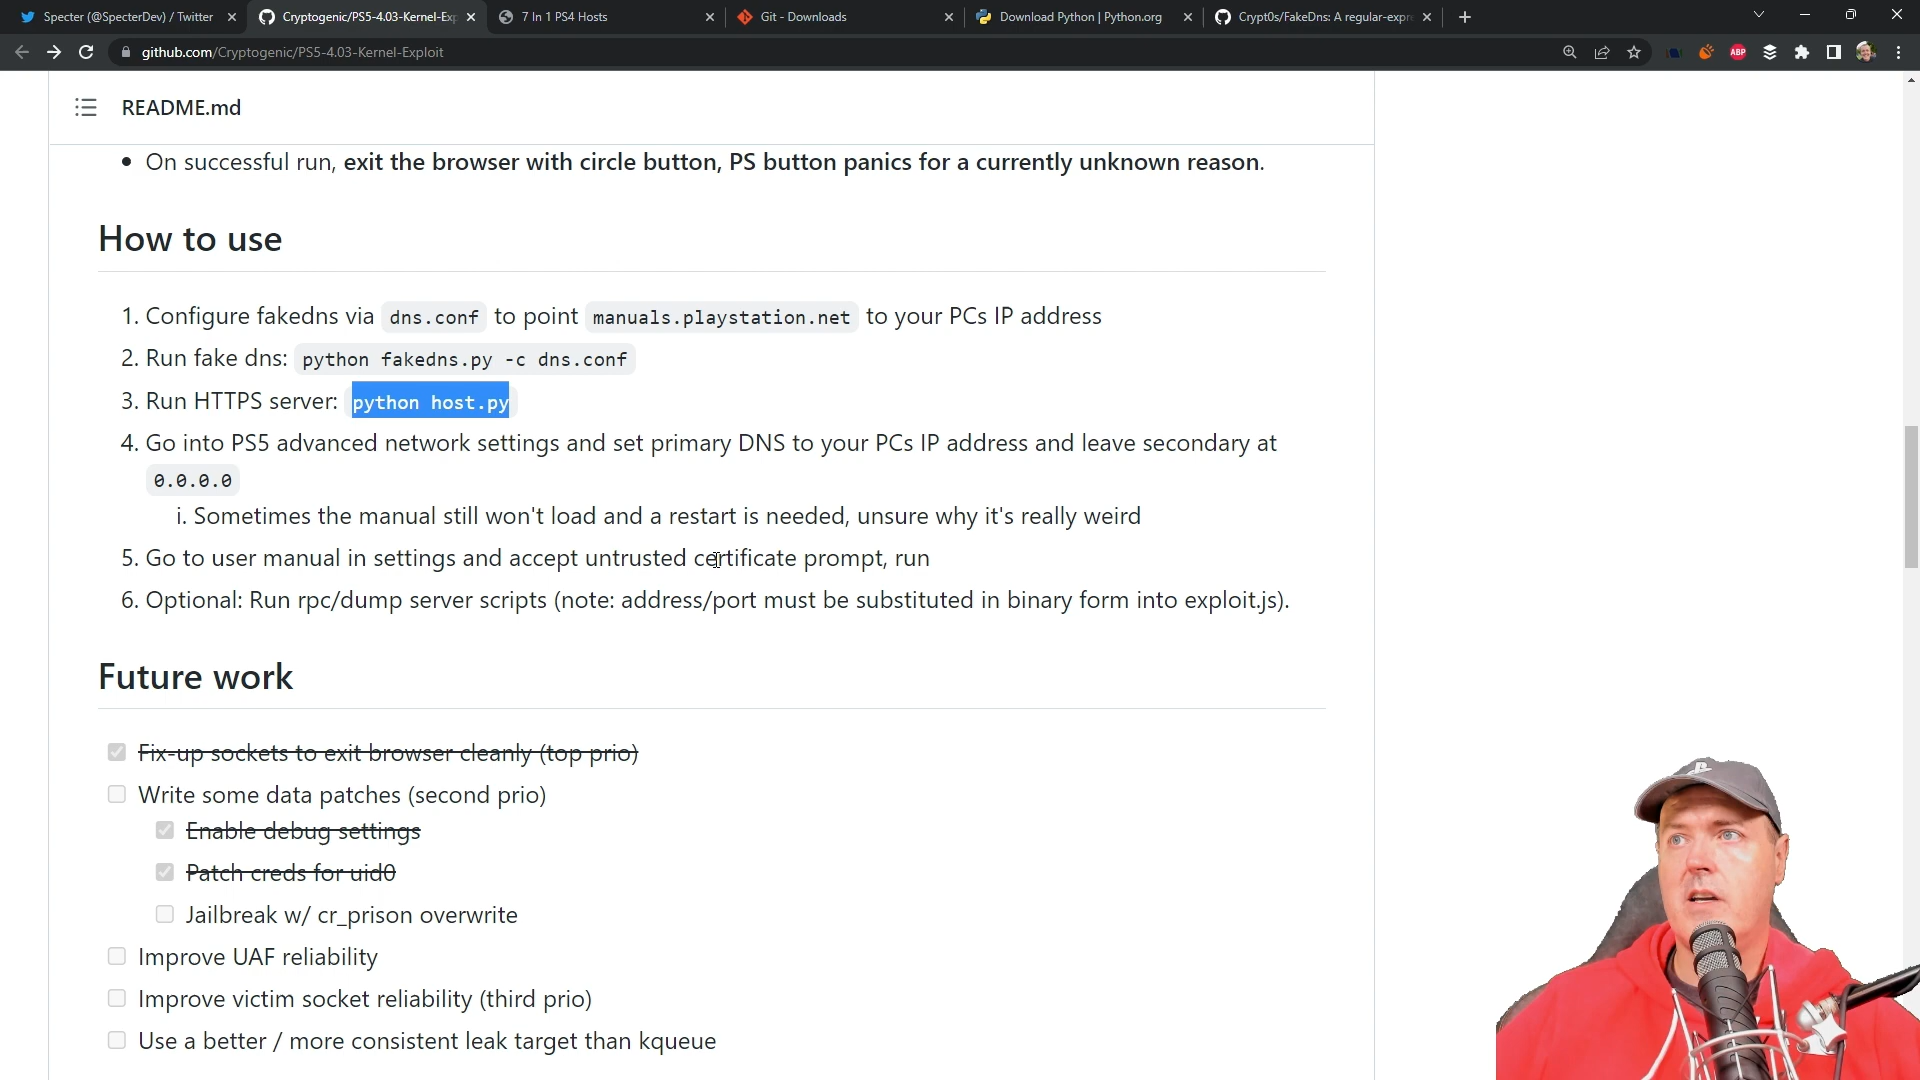 Specter (@SpecterDev) / Twitter
Cryptogenic/PS5-4.03-Kernel-Exp
7 In 1 PS4 Hosts
Git - Downloads
Download Python | Python.org
Crypt0s/FakeDns: A regular-expre
github.com/Cryptogenic/PS5-4.03-Kernel-Exploit
ABP
README.md
• On successful run, exit the browser with circle button, PS button panics for a currently unknown reason.
How to use
1. Configure fakedns via dns.conf to point manuals.playstation.net to your PCs IP address
2. Run fake dns: python fakedns.py -c dns.conf
3. Run HTTPS server: python host.py
4. Go into PS5 advanced network settings and set primary DNS to your PCs IP address and leave secondary at
0.0.0.0
i. Sometimes the manual still won't load and a restart is needed, unsure why it's really weird
5. Go to user manual in settings and accept untrusted certificate prompt, run
6. Optional: Run rpc/dump server scripts (note: address/port must be substituted in binary form into exploit.js).
Future work
Fix-up sockets to exit browser cleanly (top prio)
Write some data patches (second prio)
Enable debug settings
Patch creds for uid0
Jailbreak w/ cr_prison overwrite
Improve UAF reliability
Improve victim socket reliability (third prio)
Use a better / more consistent leak target than kqueue